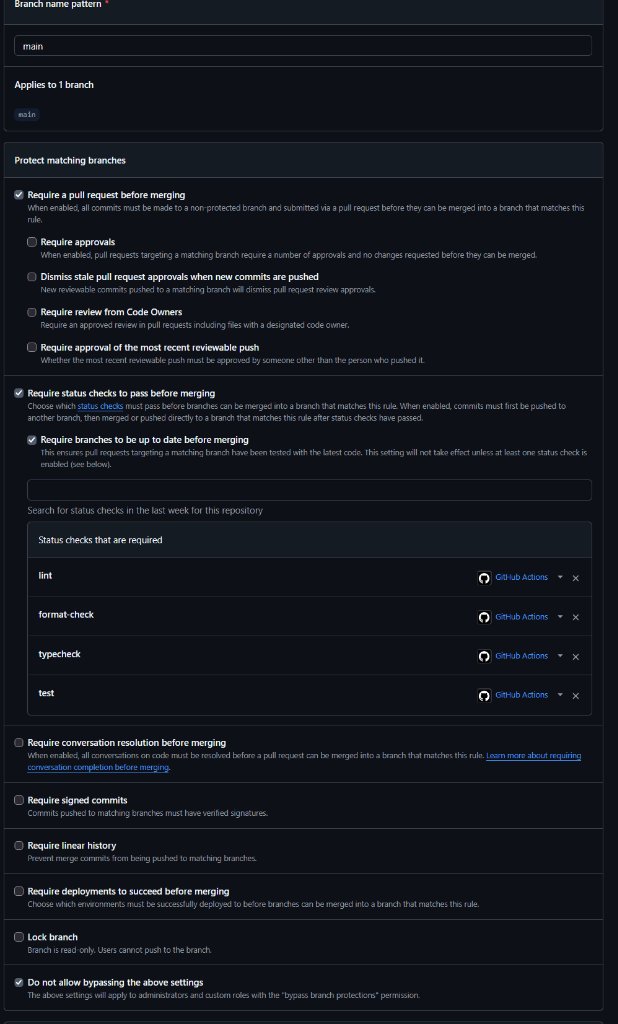 Branch name pattern *
main
Applies to 1 branch
main
Protect matching branches
Require a pull request before merging
When enabled, all commits must be made to a non-protected branch and submitted via a pull request before they can be merged into a branch that matches this
rule.
Require approvals
When enabled, pull requests targeting a matching branch require a number of approvals and no changes requested before they can be merged.
Dismiss stale pull request approvals when new commits are pushed
New reviewable commits pushed to a matching branch will dismiss pull request review approvals.
Require review from Code Owners
Require an approved review in pull requests including files with a designated code owner.
Require approval of the most recent reviewable push
Whether the most recent reviewable push must be approved by someone other than the person who pushed it.
Require status checks to pass before merging
Choose which status checks must pass before branches can be merged into a branch that matches this rule. When enabled, commits must first be pushed to
another branch, then merged or pushed directly to a branch that matches this rule after status checks have passed.
Require branches to be up to date before merging
This ensures pull requests targeting a matching branch have been tested with the latest code. This setting will not take effect unless at least one status check is
enabled (see below).
Search for status checks in the last week for this repository
Status checks that are required
lint GitHub Actions
format-check GitHub Actions
typecheck GitHub Actions
test GitHub Actions
Require conversation resolution before merging
When enabled, all conversations on code must be resolved before a pull request can be merged into a branch that matches this rule. Learn more about requiring
conversation completion before merging.
Require signed commits
Commits pushed to matching branches must have verified signatures.
Require linear history
Prevent merge commits from being pushed to matching branches.
Require deployments to succeed before merging
Choose which environments must be successfully deployed to before branches can be merged into a branch that matches this rule.
Lock branch
Branch is read-only. Users cannot push to the branch.
Do not allow bypassing the above settings
The above settings will apply to administrators and custom roles with the "bypass branch protections" permission.